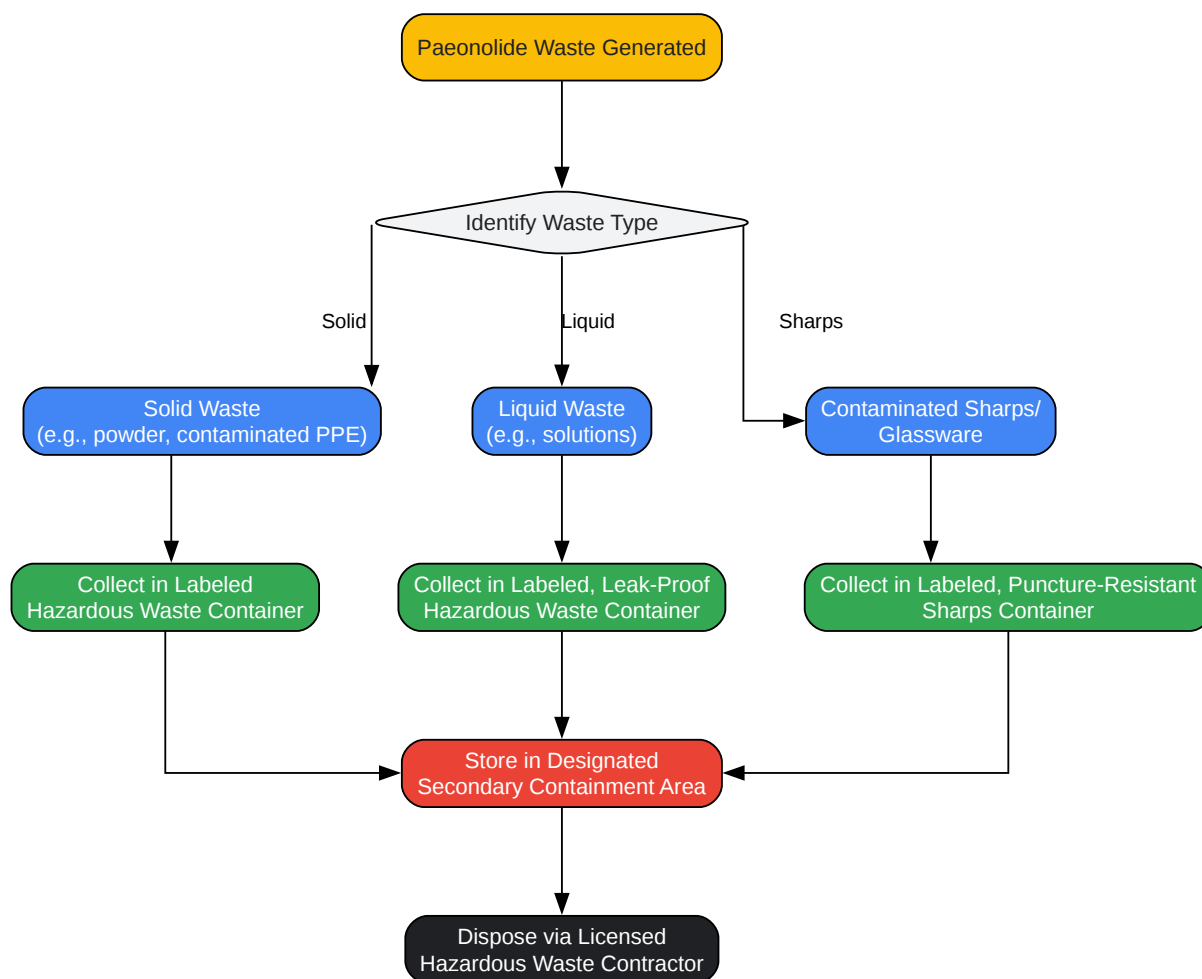 Paeonolide Waste Generated
Identify Waste Type
Solid
Liquid
Sharps
Solid Waste
(e.g., powder, contaminated PPE)
Liquid Waste
(e.g., solutions)
Contaminated Sharps/
Glassware
Collect in Labeled
Hazardous Waste Container
Collect in Labeled, Leak-Proof
Hazardous Waste Container
Collect in Labeled, Puncture-Resistant
Sharps Container
Store in Designated
Secondary Containment Area
Dispose via Licensed
Hazardous Waste Contractor